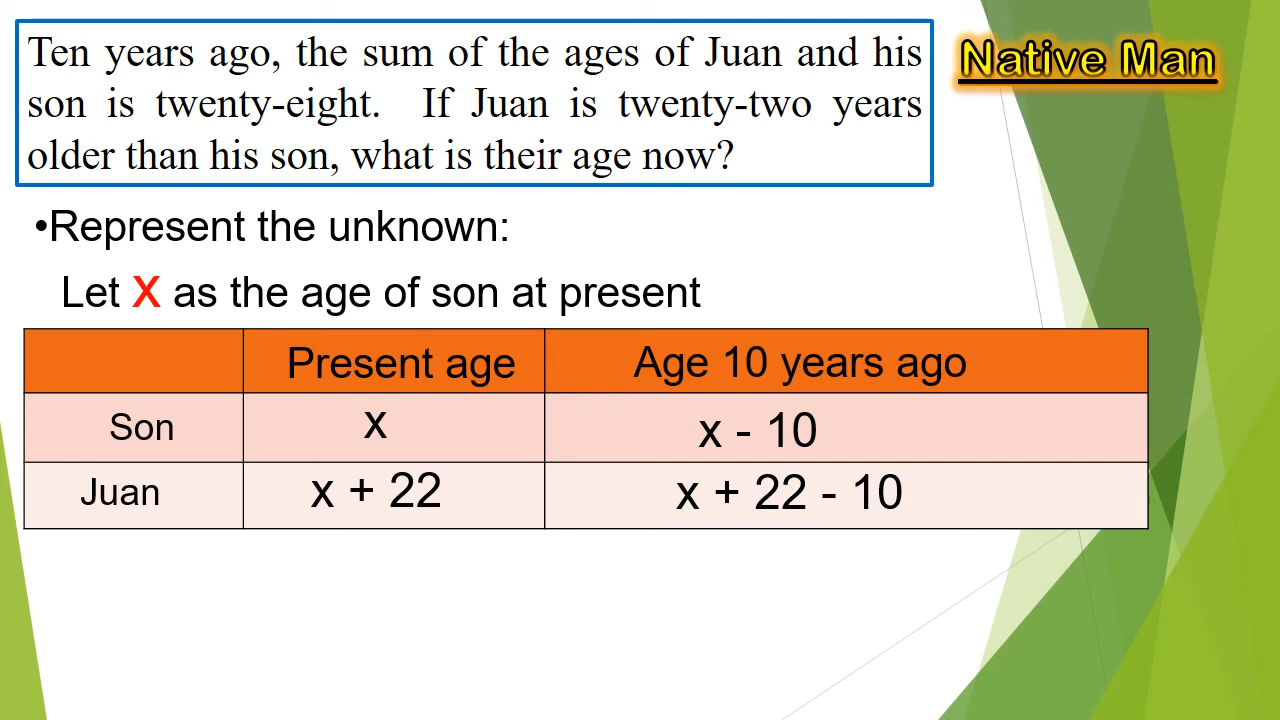 Ten years ago, the sum of the ages of Juan and his
son is twenty-eight. If Juan is twenty-two years
older than his son, what is their age now?
Native Man
•Represent the unknown:
Let X as the age of son at present
Present age Age 10 years ago
Son x x - 10
Juan x + 22 x + 22 - 10